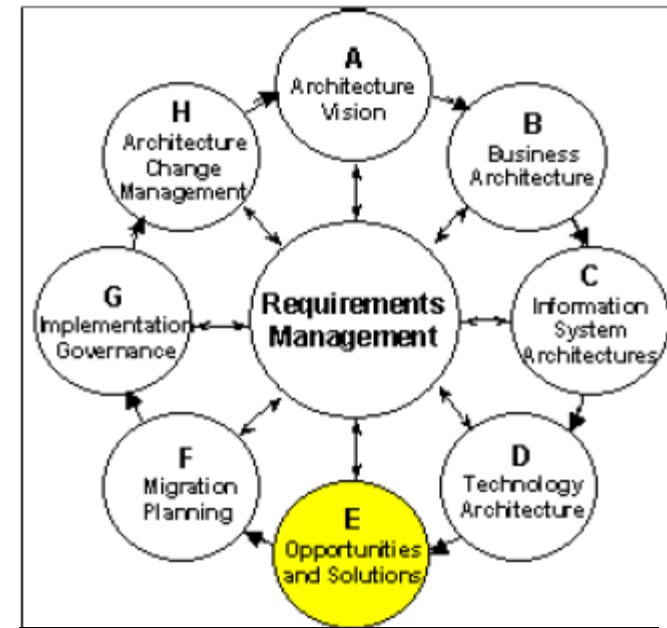 A
Architecture
Vision
B
Business
Architecture
C
Information
System
Architectures
D
Technology
Architecture
E
Opportunities
and Solutions
F
Migration
Planning
G
Implementation
Governance
H
Architecture
Change
Management
Requirements
Management